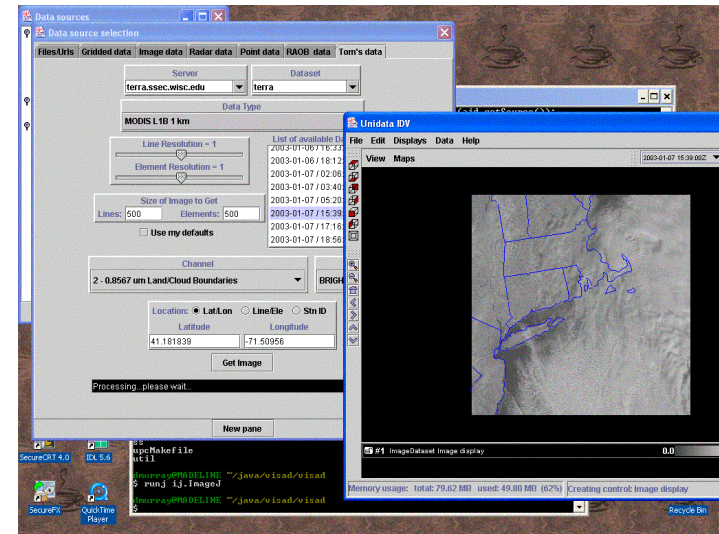 Data sources
Data source selection
Files/Urls Gridded data Image data Radar data Point data RAOB data Tom's data
Server
Dataset
terra.ssec.wisc.edu
terra
Data Type
MODIS L1B 1 km
Line Resolution = 1
Element Resolution = 1
List of available Da
2003-01-06 / 16:33:
2003-01-06 / 18:12:
2003-01-07 / 02:06:
2003-01-07 / 03:40:
2003-01-07 / 05:20:
2003-01-07 / 15:39:
2003-01-07 / 17:16:
2003-01-07 / 18:56:
Size of Image to Get
Lines: 500 Elements: 500
Use my defaults
Channel
2 - 0.8567 um Land/Cloud Boundaries
BRIGH
Location: Lat/Lon Line/Ele Stn ID
Latitude Longitude
41.181839 -71.50956
Get Image
Processing...please wait...
New pane
(aid.getSource());
Unidata IDV
File Edit Displays Data Help
View Maps
2003-01-07 15:39:00Z
#1 ImageDataset Image display
0.0
Memory usage: total: 79.62 MB used: 49.00 MB (62%) Creating control: Image display
ss
upcMakefile
util
dmurray@MADELINE ~/java/visad/visad
$ runj ij.ImageJ
dmurray@MADELINE ~/java/visad/visad
$
SecureCRT 4.0
IDL 5.6
SecureFX
QuickTime
Player
Recycle Bin